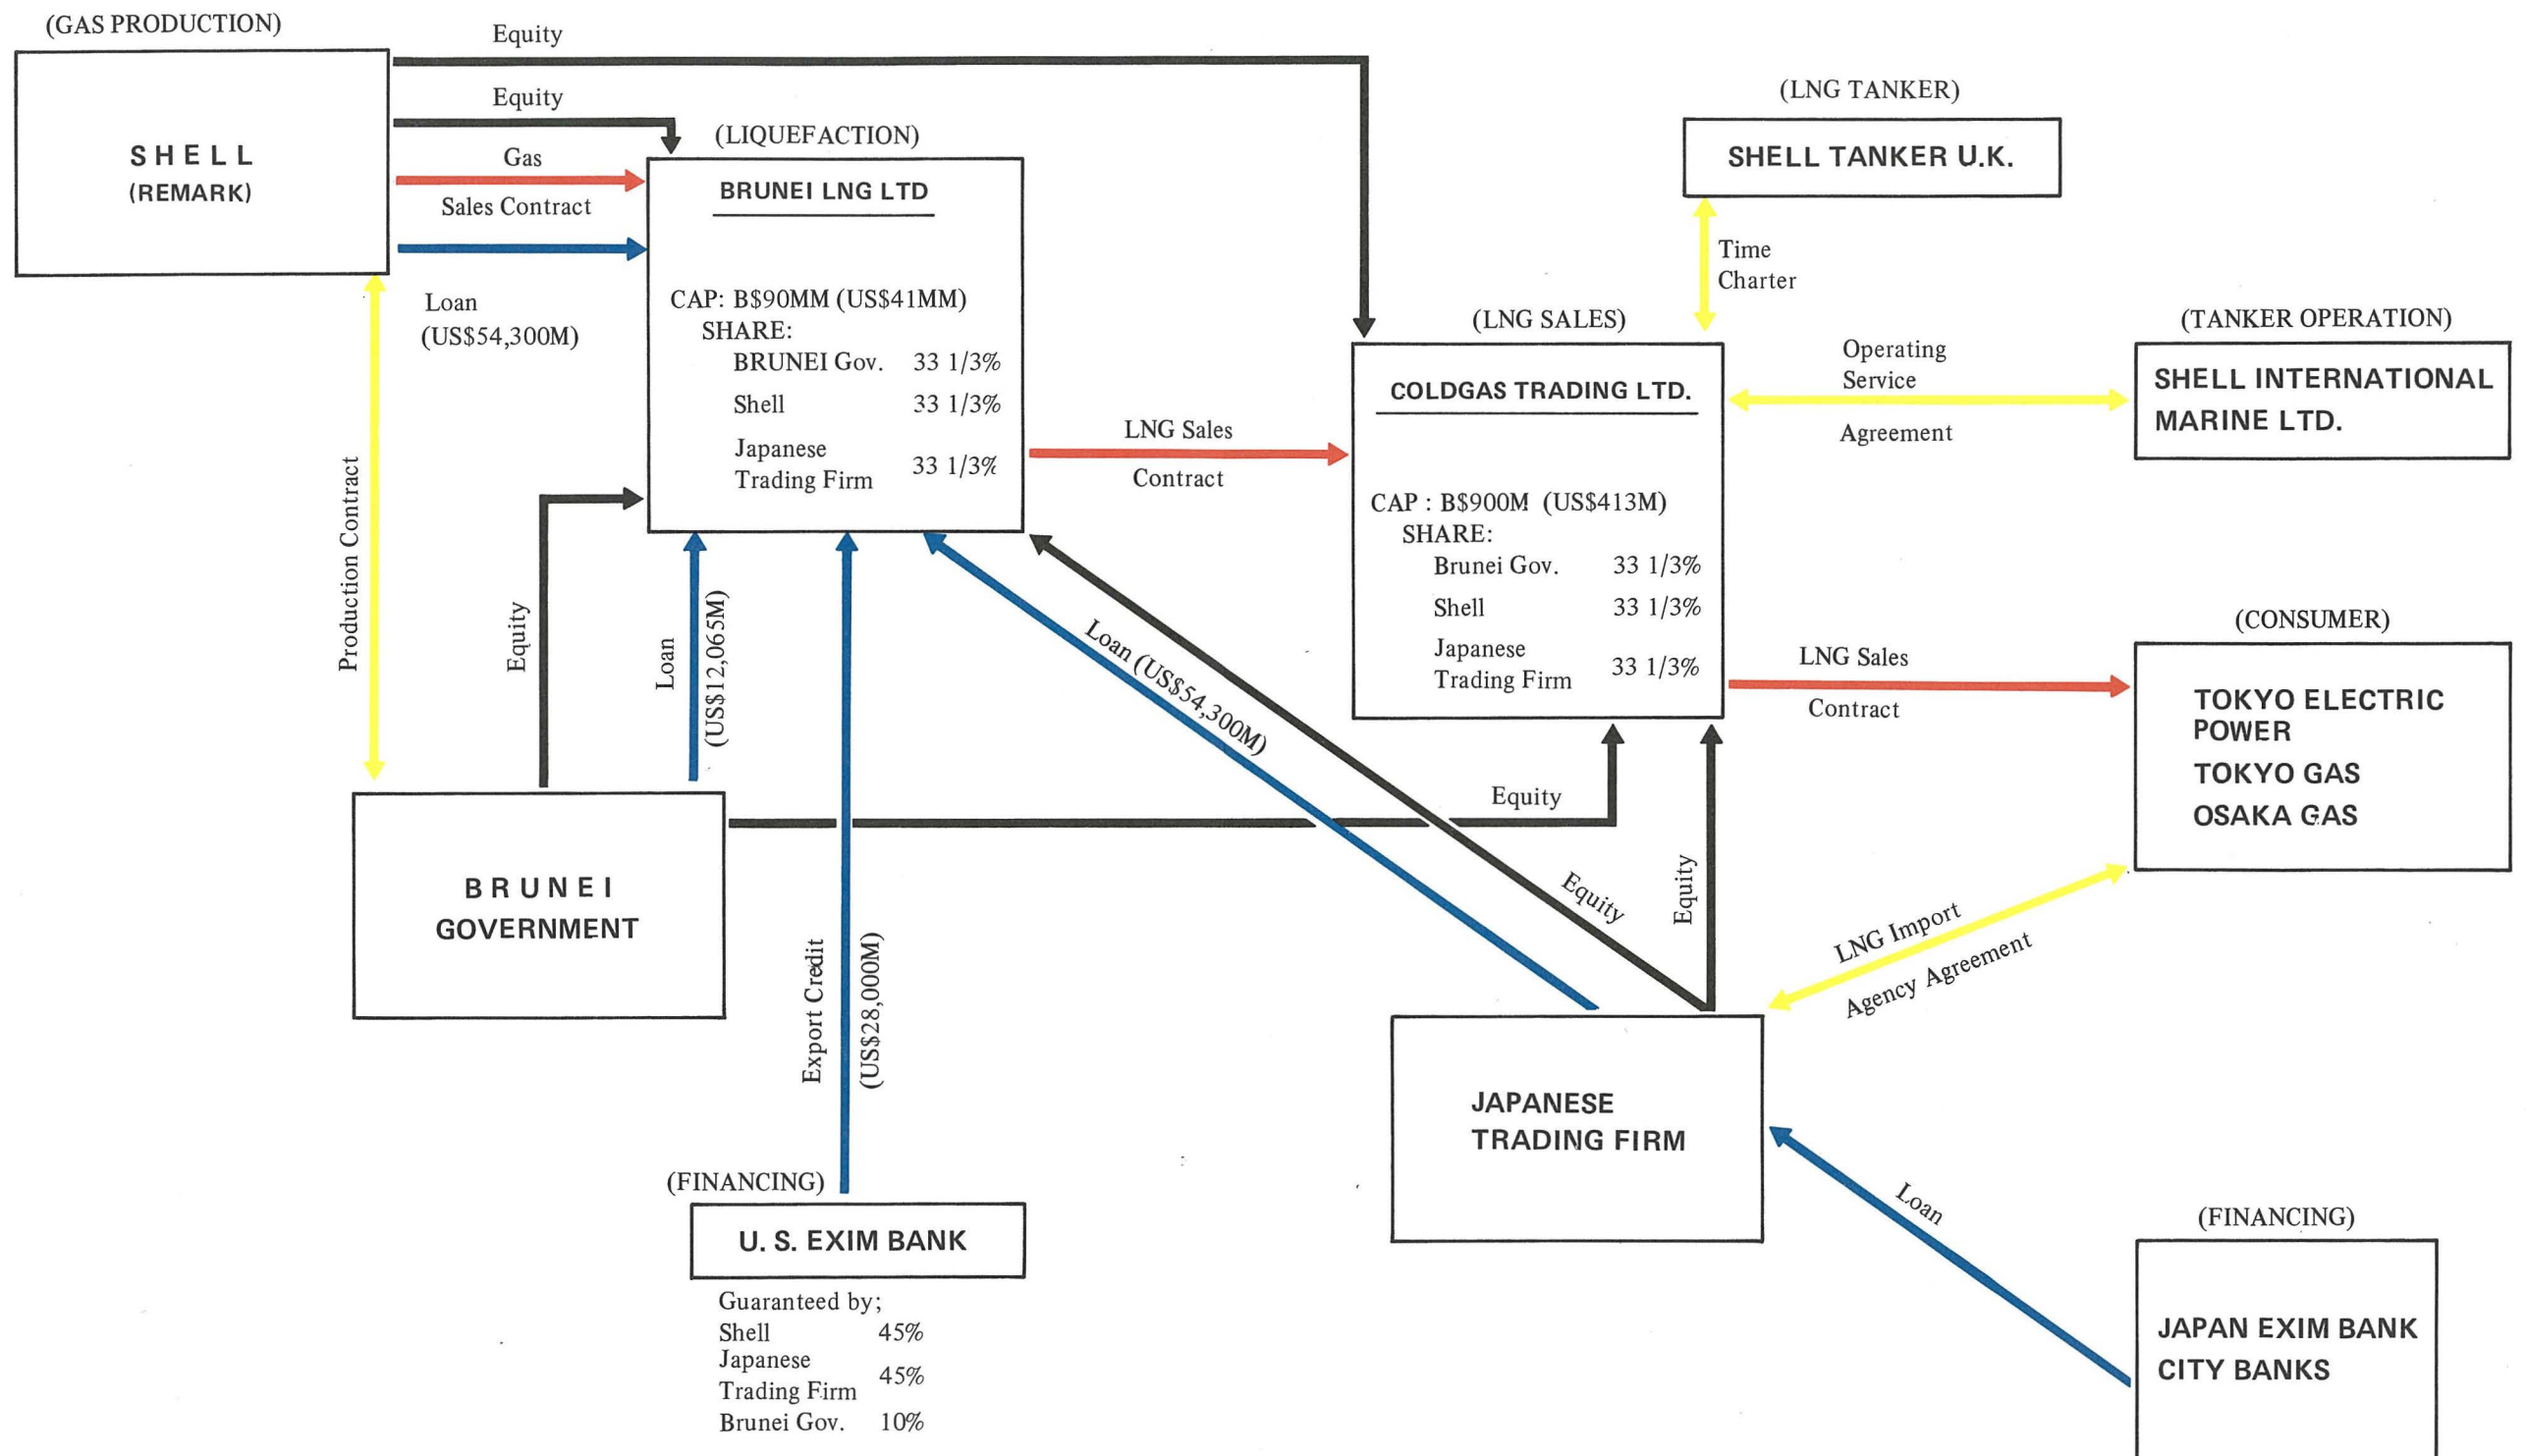 (GAS PRODUCTION)
SHELL
(REMARK)
Equity
Equity
Gas
Sales Contract
Loan
(US$54,300M)
(LIQUEFACTION)
BRUNEI LNG LTD
CAP: B$90MM (US$41MM)
SHARE:
BRUNEI Gov. 33 1/3%
Shell 33 1/3%
Japanese
Trading Firm 33 1/3%
(LNG TANKER)
SHELL TANKER U.K.
Time
Charter
(LNG SALES)
COLDGAS TRADING LTD.
CAP : B$900M (US$413M)
SHARE:
Brunei Gov. 33 1/3%
Shell 33 1/3%
Japanese
Trading Firm 33 1/3%
(TANKER OPERATION)
SHELL INTERNATIONAL
MARINE LTD.
Operating
Service
Agreement
LNG Sales
Contract
(CONSUMER)
TOKYO ELECTRIC
POWER
TOKYO GAS
OSAKA GAS
LNG Sales
Contract
Production Contract
Equity
Loan
(US$12,065M)
Loan (US$54,300M)
Equity
Equity
Equity
BRUNEI
GOVERNMENT
Export Credit
(US$28,000M)
LNG Import
Agency Agreement
JAPANESE
TRADING FIRM
Loan
(FINANCING)
U. S. EXIM BANK
Guaranteed by;
Shell 45%
Japanese
Trading Firm 45%
Brunei Gov. 10%
(FINANCING)
JAPAN EXIM BANK
CITY BANKS